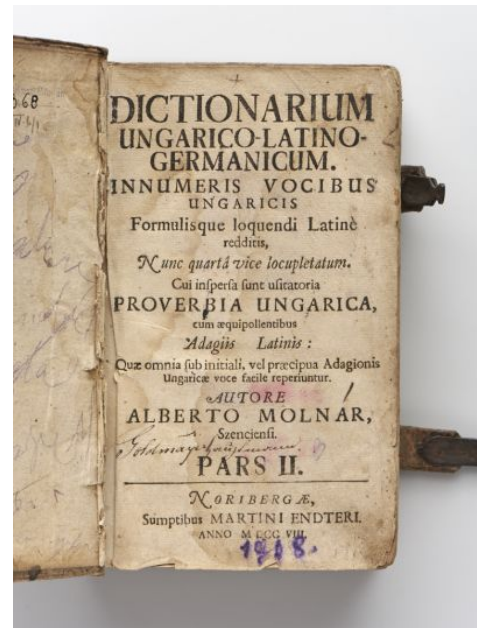 DICTIONARIUM
UNGARICO-LATINO-
GERMANICUM.
INNUMERIS VOCIBUS
UNGARICIS
Formulisque loquendi Latinè
redditis,
Nunc quartâ vice locupletatum.
Cui inspersa sunt usitatoria
PROVERBIA UNGARICA,
cum æquipollentibus
Adagiis Latinis:
Quæ omnia sub initiali, vel præcipua Adagionis
Ungaricæ voce facile reperiuntur.
AUTORE
ALBERTO MOLNAR,
Szenciensi.
PARS II.
NORIBERGÆ,
Sumptibus MARTINI ENDTERI.
ANNO M DCC VIII.